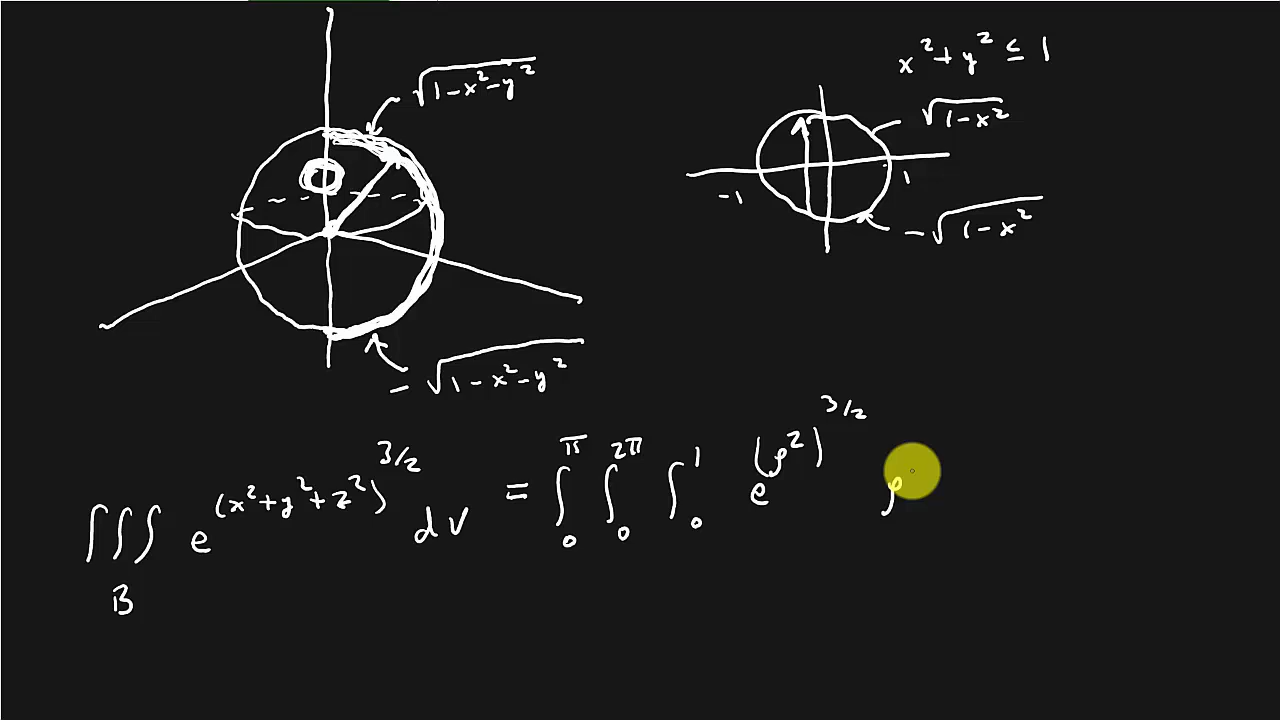 √(1-x²-y²)
x² + y² ≤ 1
√(1-x²)
-1
1
-√(1-x²)
-√(1-x²-y²)
∫∫∫_B e^(x²+y²+z²)^{3/2} dV = ∫_0^π ∫_0^{2π} ∫_0^1 e^(ρ²)^{3/2} ρ